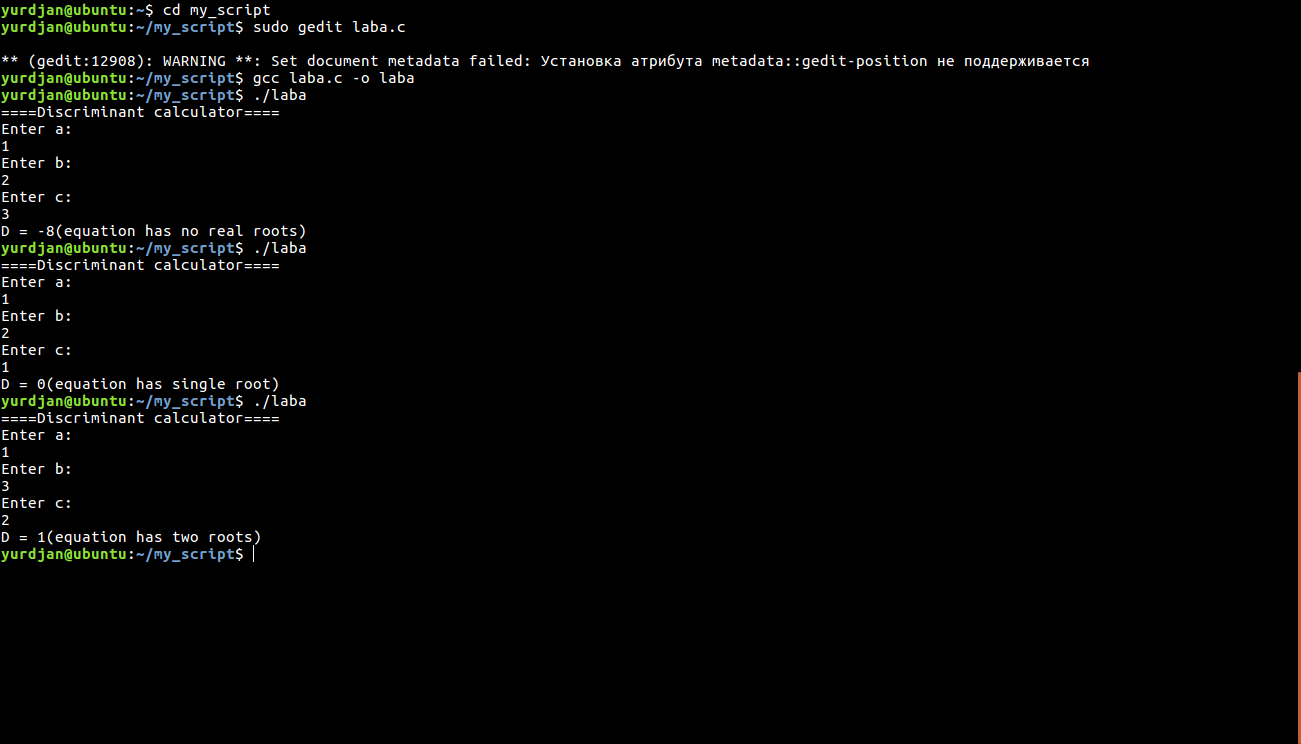 yurdjan@ubuntu:~$ cd my_script
yurdjan@ubuntu:~/my_script$ sudo gedit laba.c
** (gedit:12908): WARNING **: Set document metadata failed: Установка атрибута metadata::gedit-position не поддерживается
yurdjan@ubuntu:~/my_script$ gcc laba.c -o laba
yurdjan@ubuntu:~/my_script$ ./laba
====Discriminant calculator====
Enter a:
1
Enter b:
2
Enter c:
3
D = -8(equation has no real roots)
yurdjan@ubuntu:~/my_script$ ./laba
====Discriminant calculator====
Enter a:
1
Enter b:
2
Enter c:
1
D = 0(equation has single root)
yurdjan@ubuntu:~/my_script$ ./laba
====Discriminant calculator====
Enter a:
1
Enter b:
3
Enter c:
2
D = 1(equation has two roots)
yurdjan@ubuntu:~/my_script$